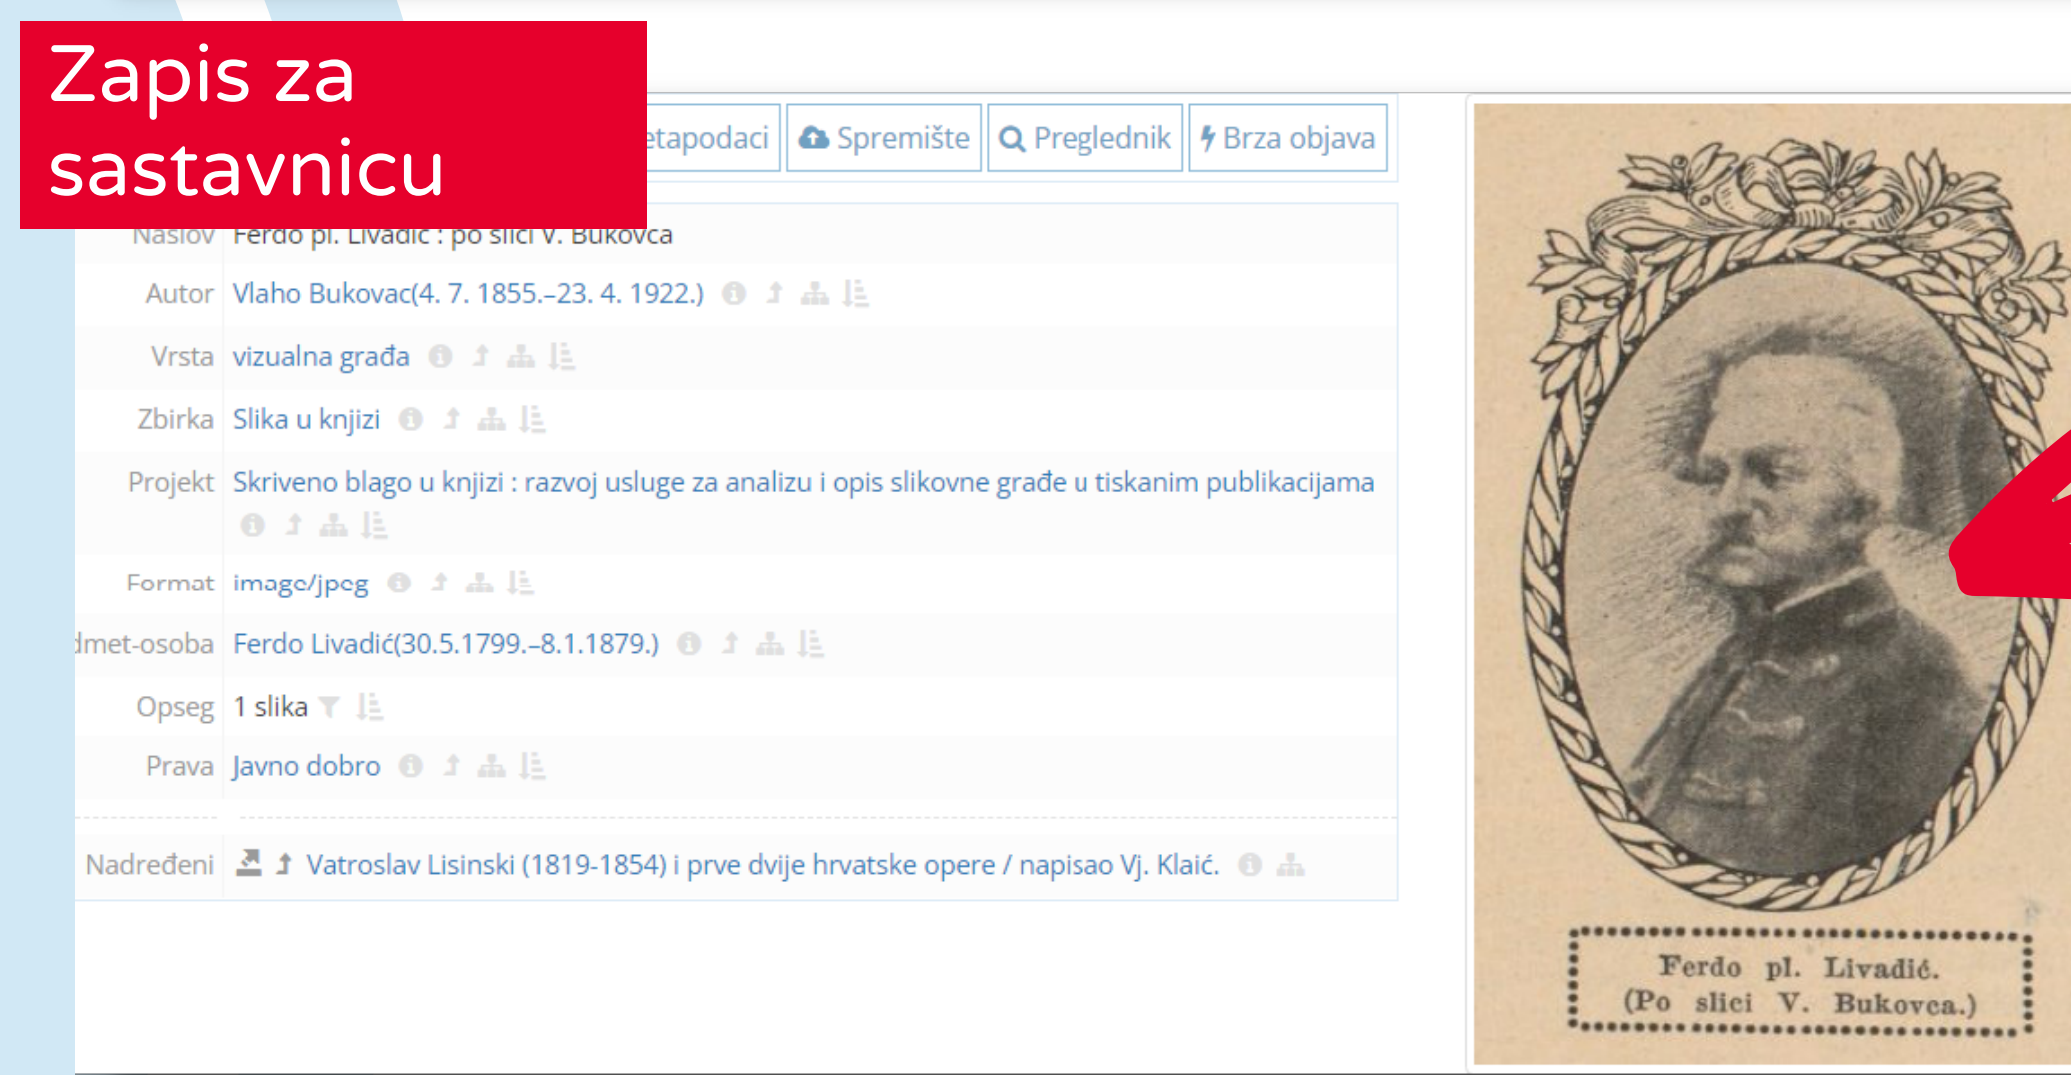 Zapis za
sastavnicu
etapodaci Spremište Preglednik Brza objava
Naslov Ferdo pl. Livadić : po slici V. Bukovca
Autor Vlaho Bukovac(4. 7. 1855.–23. 4. 1922.)
Vrsta vizualna građa
Zbirka Slika u knjizi
Projekt Skriveno blago u knjizi : razvoj usluge za analizu i opis slikovne građe u tiskanim publikacijama
Format image/jpeg
dmet-osoba Ferdo Livadić(30.5.1799.–8.1.1879.)
Opseg 1 slika
Prava Javno dobro
Nadređeni Vatroslav Lisinski (1819-1854) i prve dvije hrvatske opere / napisao Vj. Klaić.
Ferdo pl. Livadić.
(Po slici V. Bukovca.)